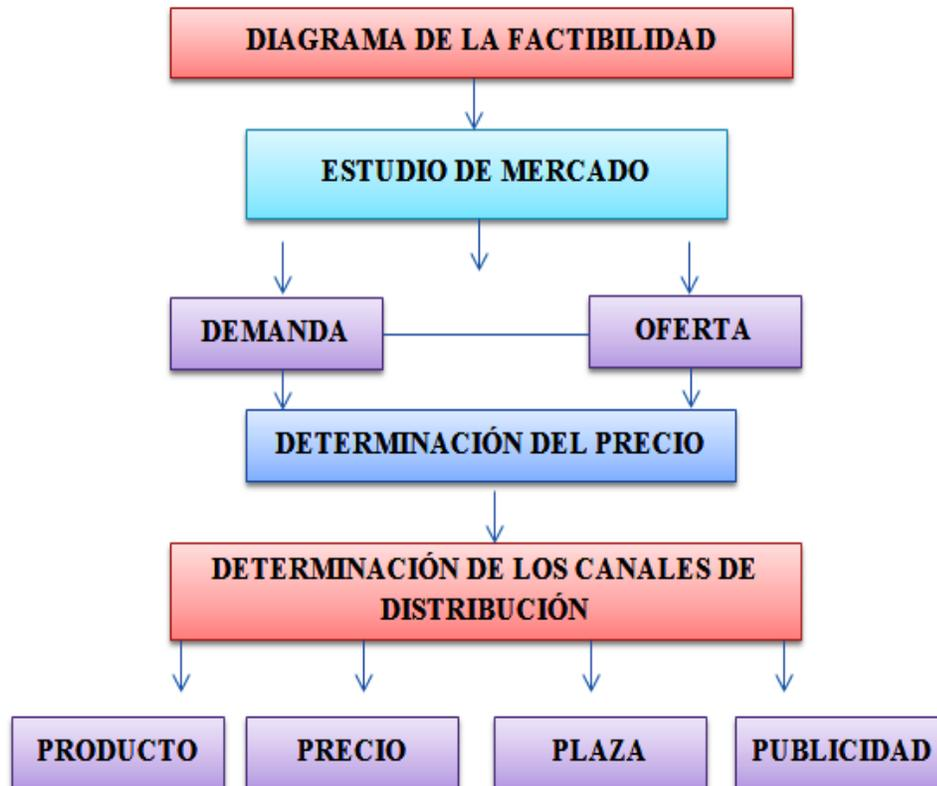 DIAGRAMA DE LA FACTIBILIDAD
ESTUDIO DE MERCADO
DEMANDA
OFERTA
DETERMINACIÓN DEL PRECIO
DETERMINACIÓN DE LOS CANALES DE
DISTRIBUCIÓN
PRODUCTO
PRECIO
PLAZA
PUBLICIDAD